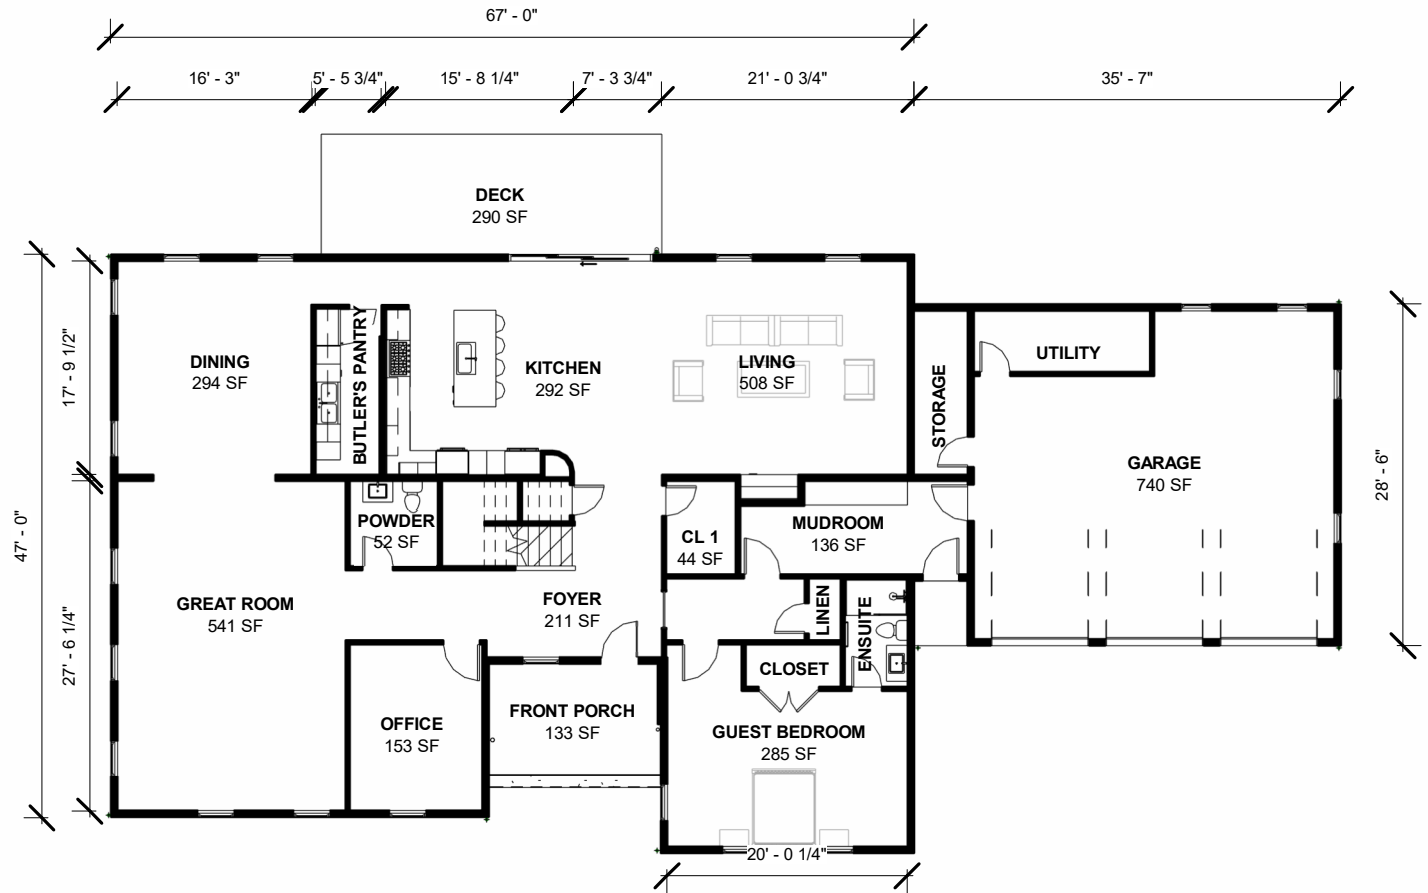 67' - 0"
16' - 3"
5' - 5 3/4"
15' - 8 1/4"
7' - 3 3/4"
21' - 0 3/4"
35' - 7"
DECK
290 SF
47' - 0"
17' - 9 1/2"
27' - 6 1/4"
28' - 6"
DINING
294 SF
BUTLER'S PANTRY
KITCHEN
292 SF
LIVING
508 SF
STORAGE
UTILITY
GARAGE
740 SF
POWDER
52 SF
CL 1
44 SF
MUDROOM
136 SF
GREAT ROOM
541 SF
FOYER
211 SF
LINEN
ENSUITE
CLOSET
OFFICE
153 SF
FRONT PORCH
133 SF
GUEST BEDROOM
285 SF
20' - 0 1/4"